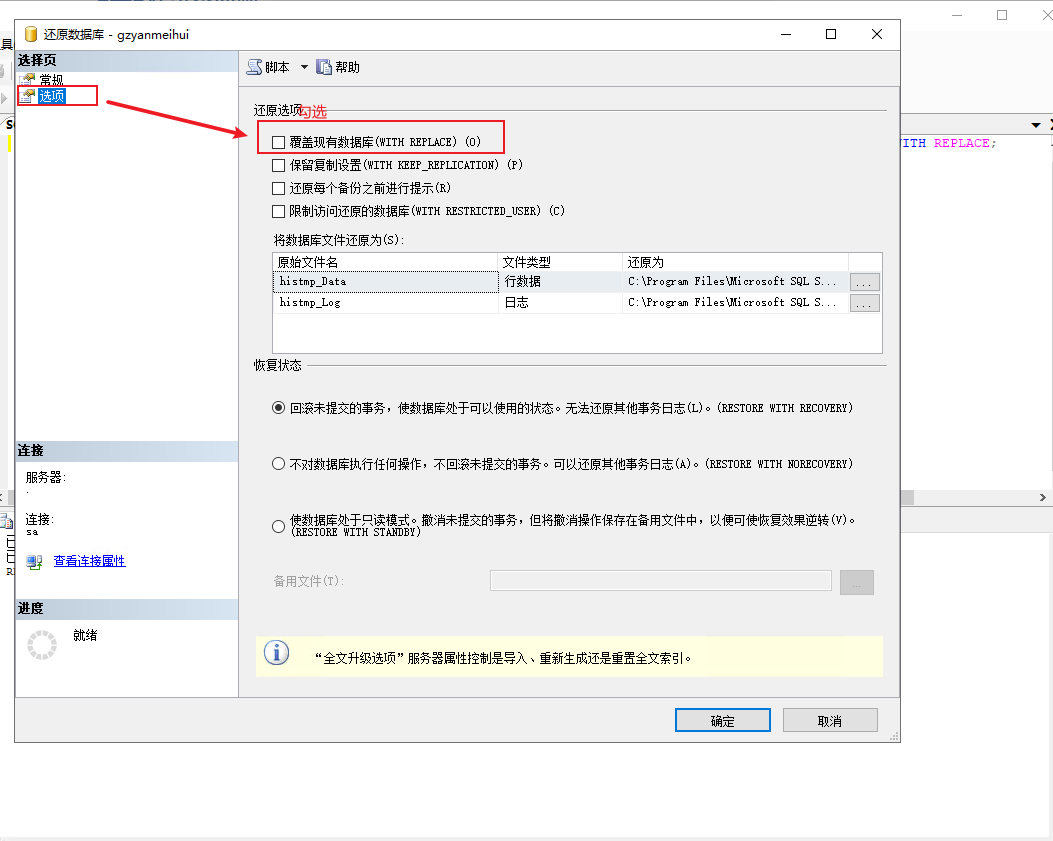 还原数据库 - gzyanmeihui
具
选择页
常规
选项
脚本
帮助
还原选项
勾选
覆盖现有数据库(WITH REPLACE) (O)
WITH REPLACE;
保留复制设置(WITH KEEP_REPLICATION) (P)
还原每个备份之前进行提示(R)
限制访问还原的数据库(WITH RESTRICTED_USER) (C)
将数据库文件还原为(S):
原始文件名 文件类型 还原为
histmp_Data 行数据 C:\Program Files\Microsoft SQL S... ...
histmp_Log 日志 C:\Program Files\Microsoft SQL S... ...
恢复状态
回滚未提交的事务，使数据库处于可以使用的状态。无法还原其他事务日志(L)。(RESTORE WITH RECOVERY)
不对数据库执行任何操作，不回滚未提交的事务。可以还原其他事务日志(A)。(RESTORE WITH NORECOVERY)
使数据库处于只读模式。撤消未提交的事务，但将撤消操作保存在备用文件中，以便可使恢复效果逆转(V)。
(RESTORE WITH STANDBY)
备用文件(T): ...
连接
服务器:
.
连接:
sa
查看连接属性
进度
就绪
“全文升级选项”服务器属性控制是导入、重新生成还是重置全文索引。
确定
取消